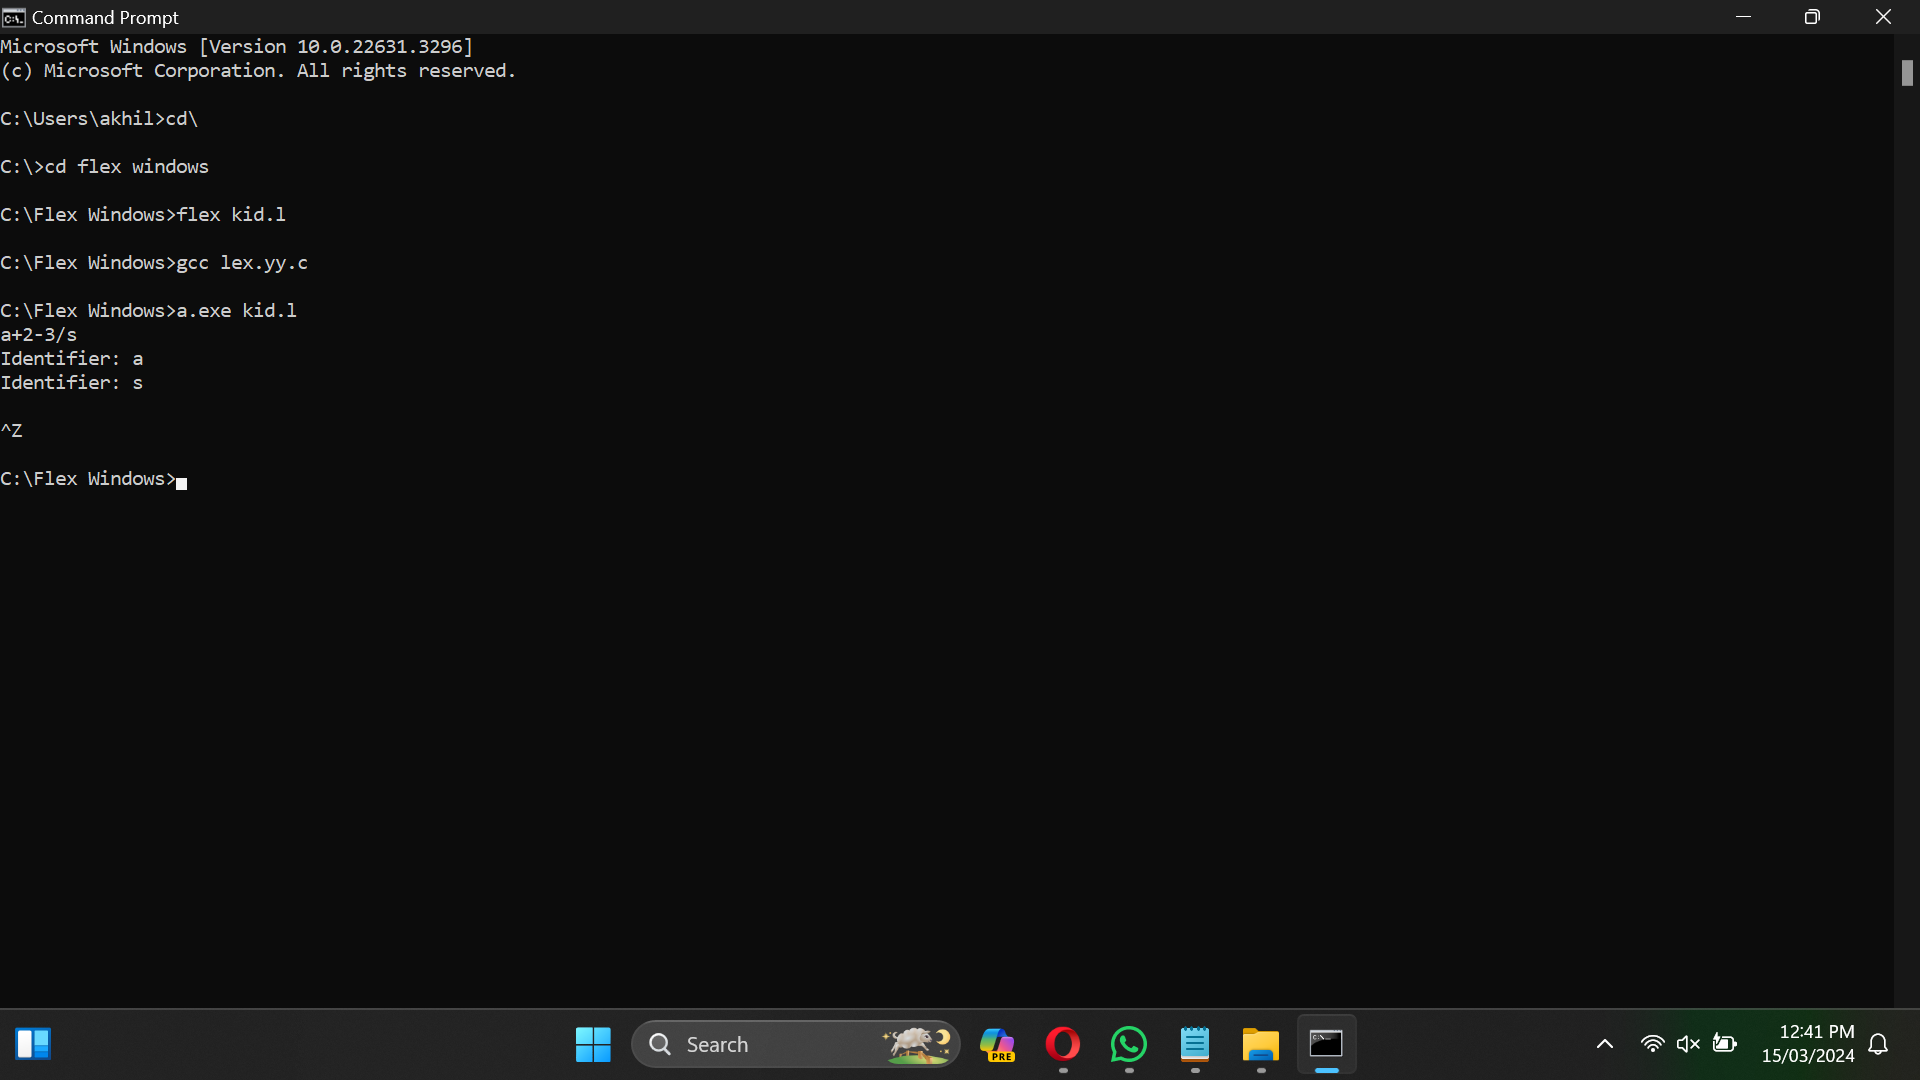 Command Prompt
Microsoft Windows [Version 10.0.22631.3296]
(c) Microsoft Corporation. All rights reserved.
C:\Users\akhil>cd\
C:\>cd flex windows
C:\Flex Windows>flex kid.l
C:\Flex Windows>gcc lex.yy.c
C:\Flex Windows>a.exe kid.l
a+2-3/s
Identifier: a
Identifier: s
^Z
C:\Flex Windows>
Search
PRE
12:41 PM
15/03/2024